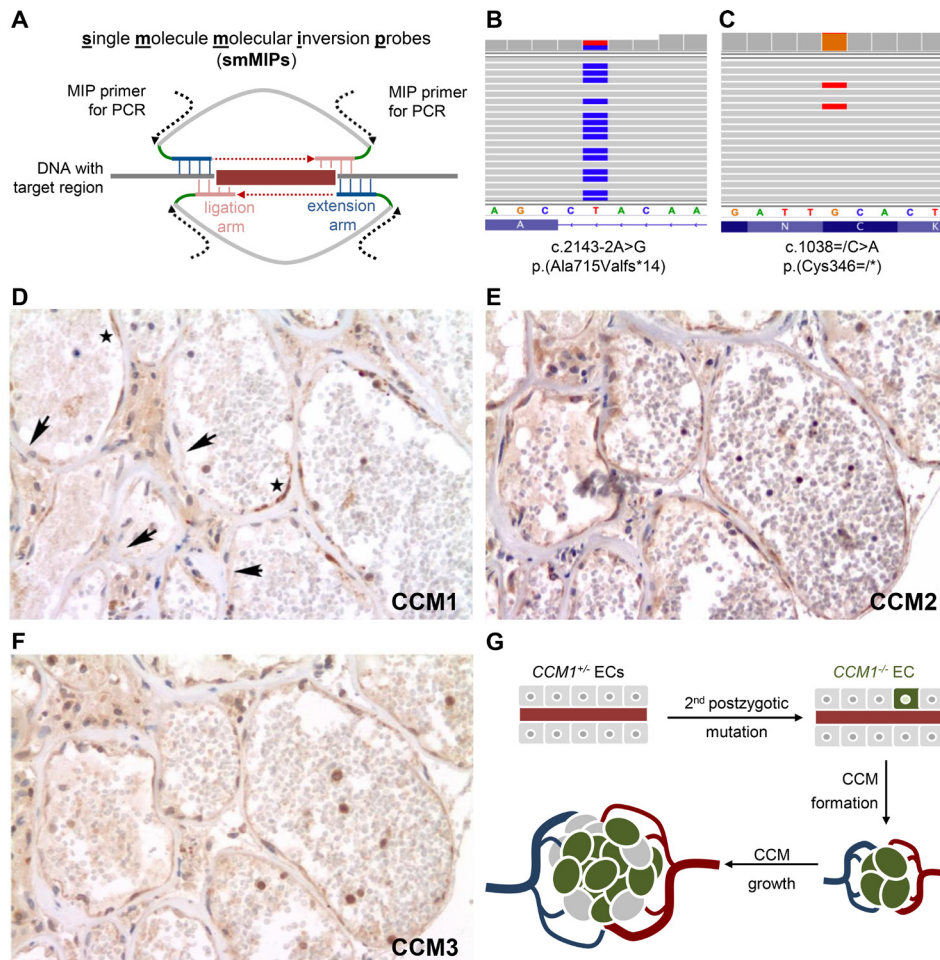 A
single molecule molecular inversion probes
(smMIPs)
MIP primer
for PCR
MIP primer
for PCR
DNA with
target region
ligation
arm
extension
arm
B
A G C C T A C A A
A
c.2143-2A>G
p.(Ala715Valfs*14)
C
G A T T G C A C T
N C K
c.1038=/C>A
p.(Cys346=/*)
D
CCM1
E
CCM2
F
CCM3
G
CCM1+/- ECs
2nd postzygotic
mutation
CCM1-/- EC
CCM
formation
CCM
growth